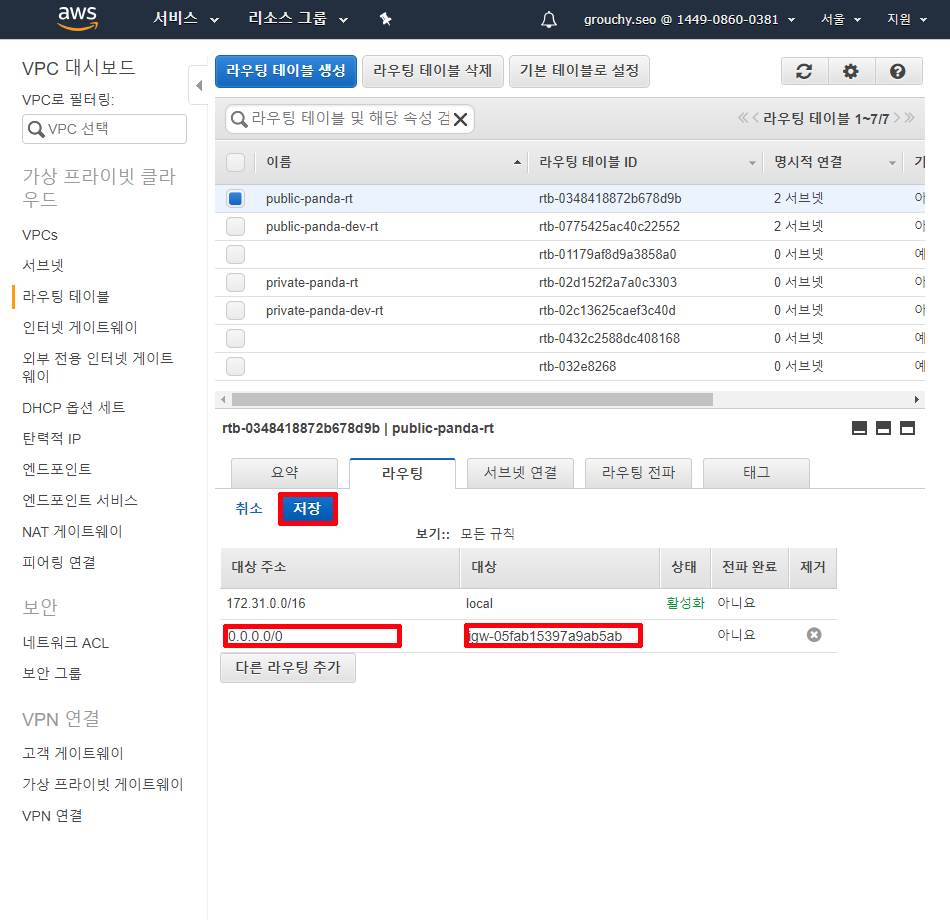 aws
서비스
리소스 그룹
grouchy.seo @ 1449-0860-0381
서울
지원
VPC 대시보드
VPC로 필터링:
VPC 선택
가상 프라이빗 클라
우드
VPCs
서브넷
라우팅 테이블
인터넷 게이트웨이
외부 전용 인터넷 게이트
웨이
DHCP 옵션 세트
탄력적 IP
엔드포인트
엔드포인트 서비스
NAT 게이트웨이
피어링 연결
보안
네트워크 ACL
보안 그룹
VPN 연결
고객 게이트웨이
가상 프라이빗 게이트웨이
VPN 연결
라우팅 테이블 생성
라우팅 테이블 삭제
기본 테이블로 설정
라우팅 테이블 및 해당 속성 검
라우팅 테이블 1~7/7
이름 라우팅 테이블 ID 명시적 연결 기
public-panda-rt rtb-0348418872b678d9b 2 서브넷 아
public-panda-dev-rt rtb-0775425ac40c22552 2 서브넷 아
rtb-01179af8d9a3858a0 0 서브넷 예
private-panda-rt rtb-02d152f2a7a0c3303 0 서브넷 아
private-panda-dev-rt rtb-02c13625caef3c40d 0 서브넷 아
rtb-0432c2588dc408168 0 서브넷 예
rtb-032e8268 0 서브넷 예
rtb-0348418872b678d9b | public-panda-rt
요약 라우팅 서브넷 연결 라우팅 전파 태그
취소 저장
보기:: 모든 규칙
대상 주소 대상 상태 전파 완료 제거
172.31.0.0/16 local 활성화 아니요
0.0.0.0/0 igw-05fab15397a9ab5ab 아니요
다른 라우팅 추가